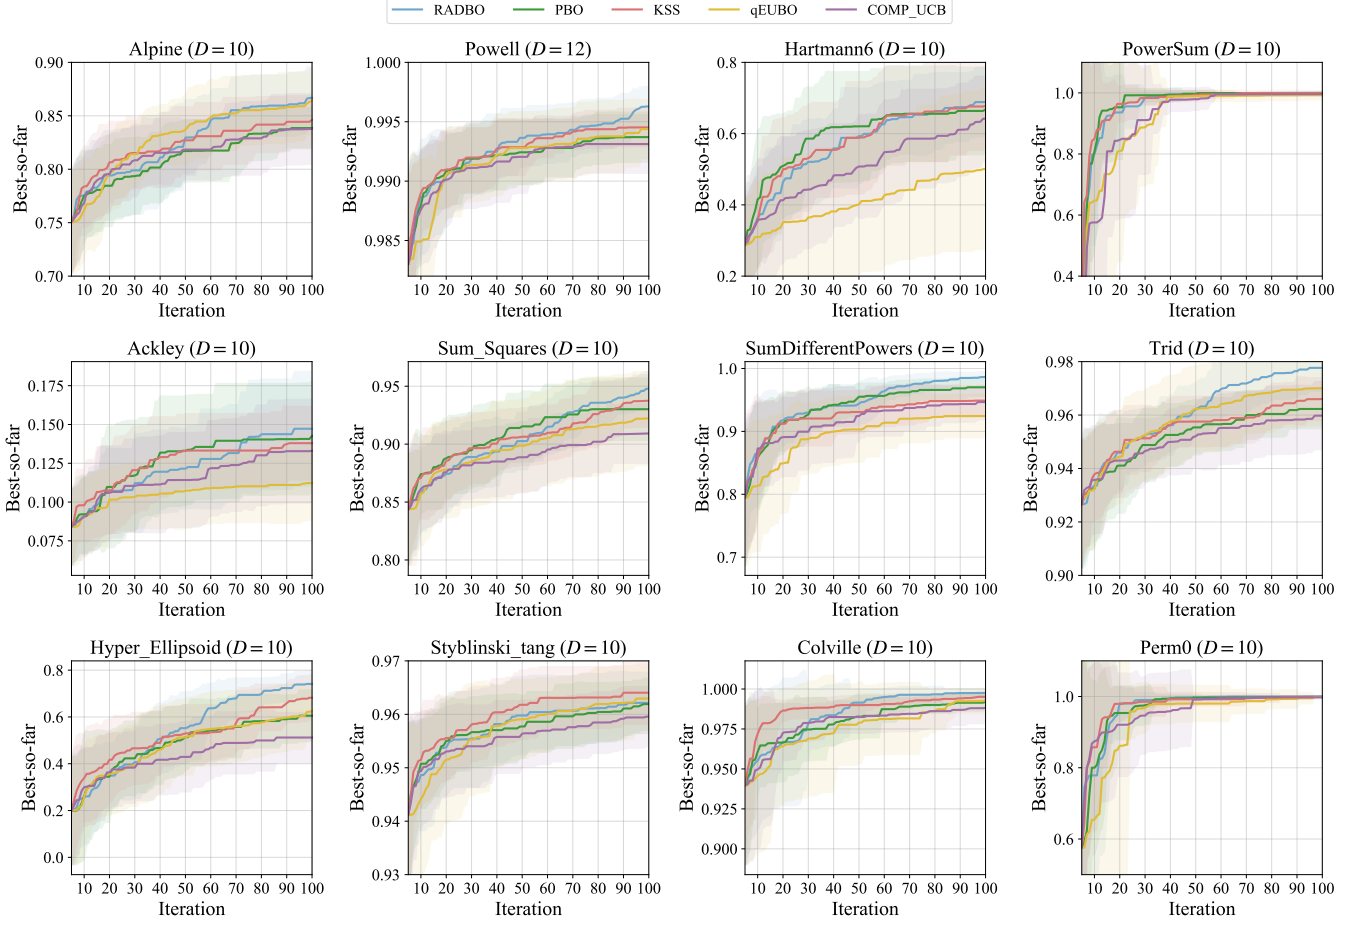 RADBO PBO KSS qEUBO COMP_UCB
Alpine (D = 10)
Best-so-far
0.90
0.85
0.80
0.75
0.70
10 20 30 40 50 60 70 80 90 100
Iteration
Powell (D = 12)
Best-so-far
1.000
0.995
0.990
0.985
10 20 30 40 50 60 70 80 90 100
Iteration
Hartmann6 (D = 10)
Best-so-far
0.8
0.6
0.4
0.2
10 20 30 40 50 60 70 80 90 100
Iteration
PowerSum (D = 10)
Best-so-far
1.0
0.8
0.6
0.4
10 20 30 40 50 60 70 80 90 100
Iteration
Ackley (D = 10)
Best-so-far
0.175
0.150
0.125
0.100
0.075
10 20 30 40 50 60 70 80 90 100
Iteration
Sum_Squares (D = 10)
Best-so-far
0.95
0.90
0.85
0.80
10 20 30 40 50 60 70 80 90 100
Iteration
SumDifferentPowers (D = 10)
Best-so-far
1.0
0.9
0.8
0.7
10 20 30 40 50 60 70 80 90 100
Iteration
Trid (D = 10)
Best-so-far
0.98
0.96
0.94
0.92
0.90
10 20 30 40 50 60 70 80 90 100
Iteration
Hyper_Ellipsoid (D = 10)
Best-so-far
0.8
0.6
0.4
0.2
0.0
10 20 30 40 50 60 70 80 90 100
Iteration
Styblinski_tang (D = 10)
Best-so-far
0.97
0.96
0.95
0.94
0.93
10 20 30 40 50 60 70 80 90 100
Iteration
Colville (D = 10)
Best-so-far
1.000
0.975
0.950
0.925
0.900
10 20 30 40 50 60 70 80 90 100
Iteration
Perm0 (D = 10)
Best-so-far
1.0
0.8
0.6
10 20 30 40 50 60 70 80 90 100
Iteration